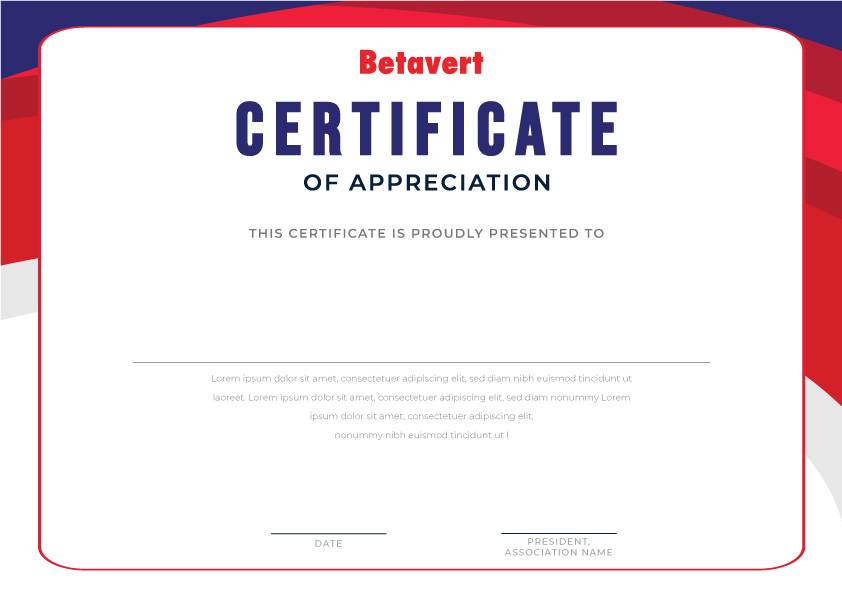 Betavert
CERTIFICATE
OF APPRECIATION
THIS CERTIFICATE IS PROUDLY PRESENTED TO
Lorem ipsum dolor sit amet, consectetuer adipiscing elit, sed diam nibh euismod tincidunt ut
laoreet. Lorem ipsum dolor sit amet, consectetuer adipiscing elit, sed diam nonummy Lorem
ipsum dolor sit amet, consectetuer adipiscing elit,
nonummy nibh euismod tincidunt ut l
DATE
PRESIDENT,
ASSOCIATION NAME